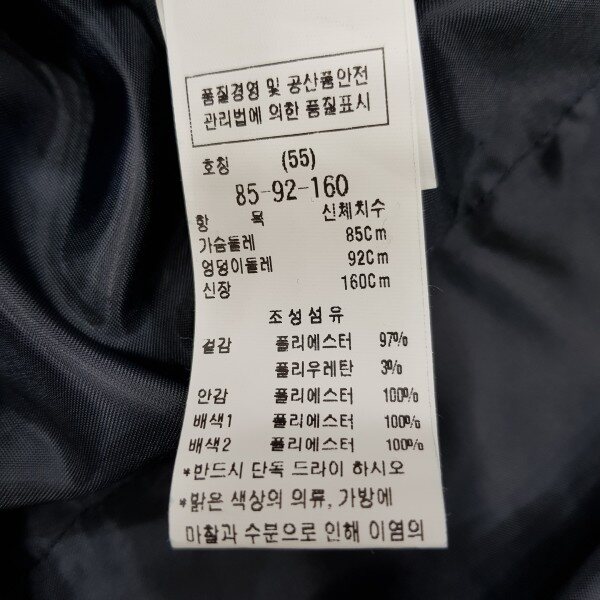 품질경영 및 공산품안전
관리법에 의한 품질표시
호칭 (55)
85-92-160
항 목 신체치수
가슴둘레 85Cm
엉덩이둘레 92Cm
신장 160Cm
조성섬유
겉감 폴리에스터 97%
폴리우레탄 3%
안감 폴리에스터 100%
배색1 폴리에스터 100%
배색2 폴리에스터 100%
*반드시 단독 드라이 하시오
*밝은 색상의 의류, 가방에
마찰과 수분으로 인해 이염의